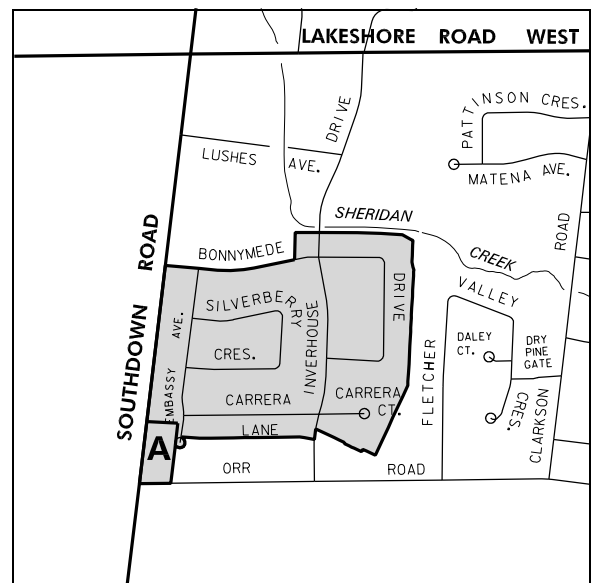 LAKESHORE ROAD WEST
PATTINSON CRES.
DRIVE
LUSHES AVE.
MATENA AVE.
SHERIDAN
CREEK
ROAD
SOUTHDOWN ROAD
BONNYMEDE
DRIVE
VALLEY
SILVERBERRY
CRES.
AVE.
EMBASSY
INVERHOUSE
DALEY
CT.
DRY
PINE
GATE
FLETCHER
CARRERA
CARRERA
CT.
LANE
CRES.
CLARKSON
A
ORR ROAD